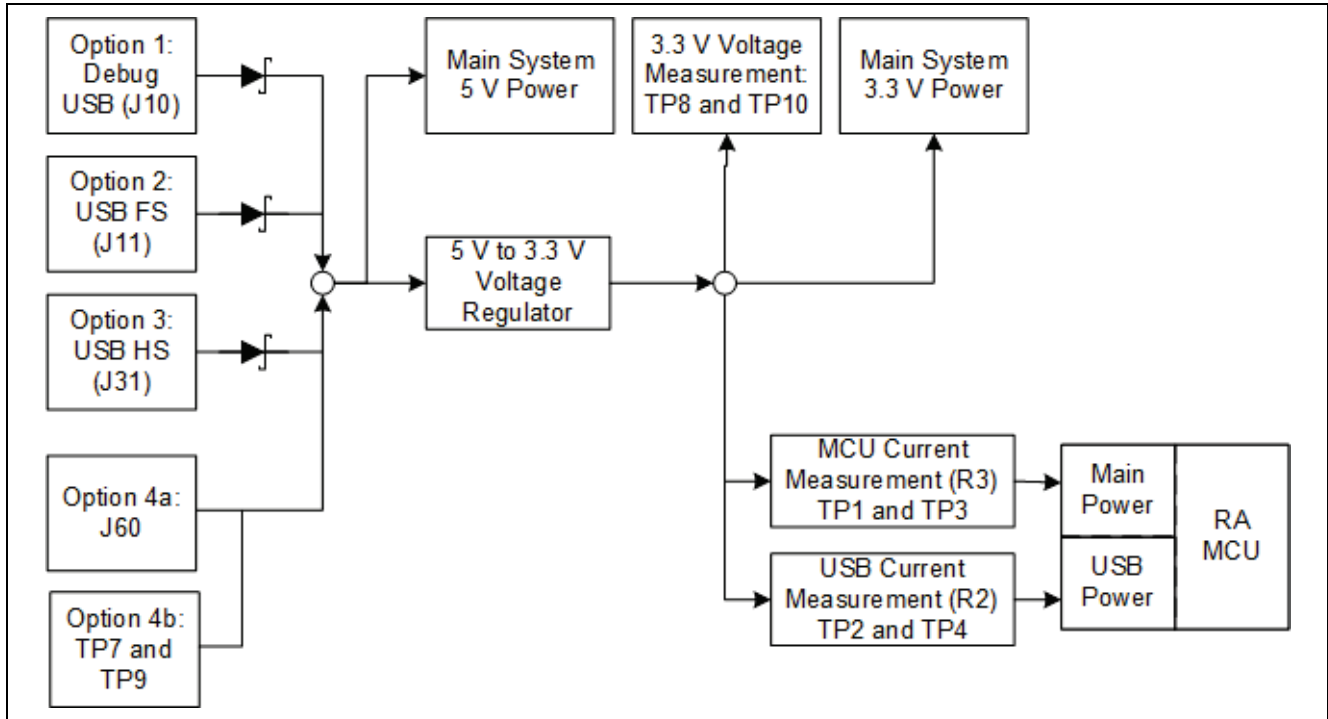 Option 1:
Debug
USB (J10)
Main System
5 V Power
3.3 V Voltage
Measurement:
TP8 and TP10
Main System
3.3 V Power
Option 2:
USB FS
(J11)
5 V to 3.3 V
Voltage
Regulator
Option 3:
USB HS
(J31)
Option 4a:
J60
MCU Current
Measurement (R3)
TP1 and TP3
Main
Power
RA
MCU
USB Current
Measurement (R2)
TP2 and TP4
USB
Power
Option 4b:
TP7 and
TP9